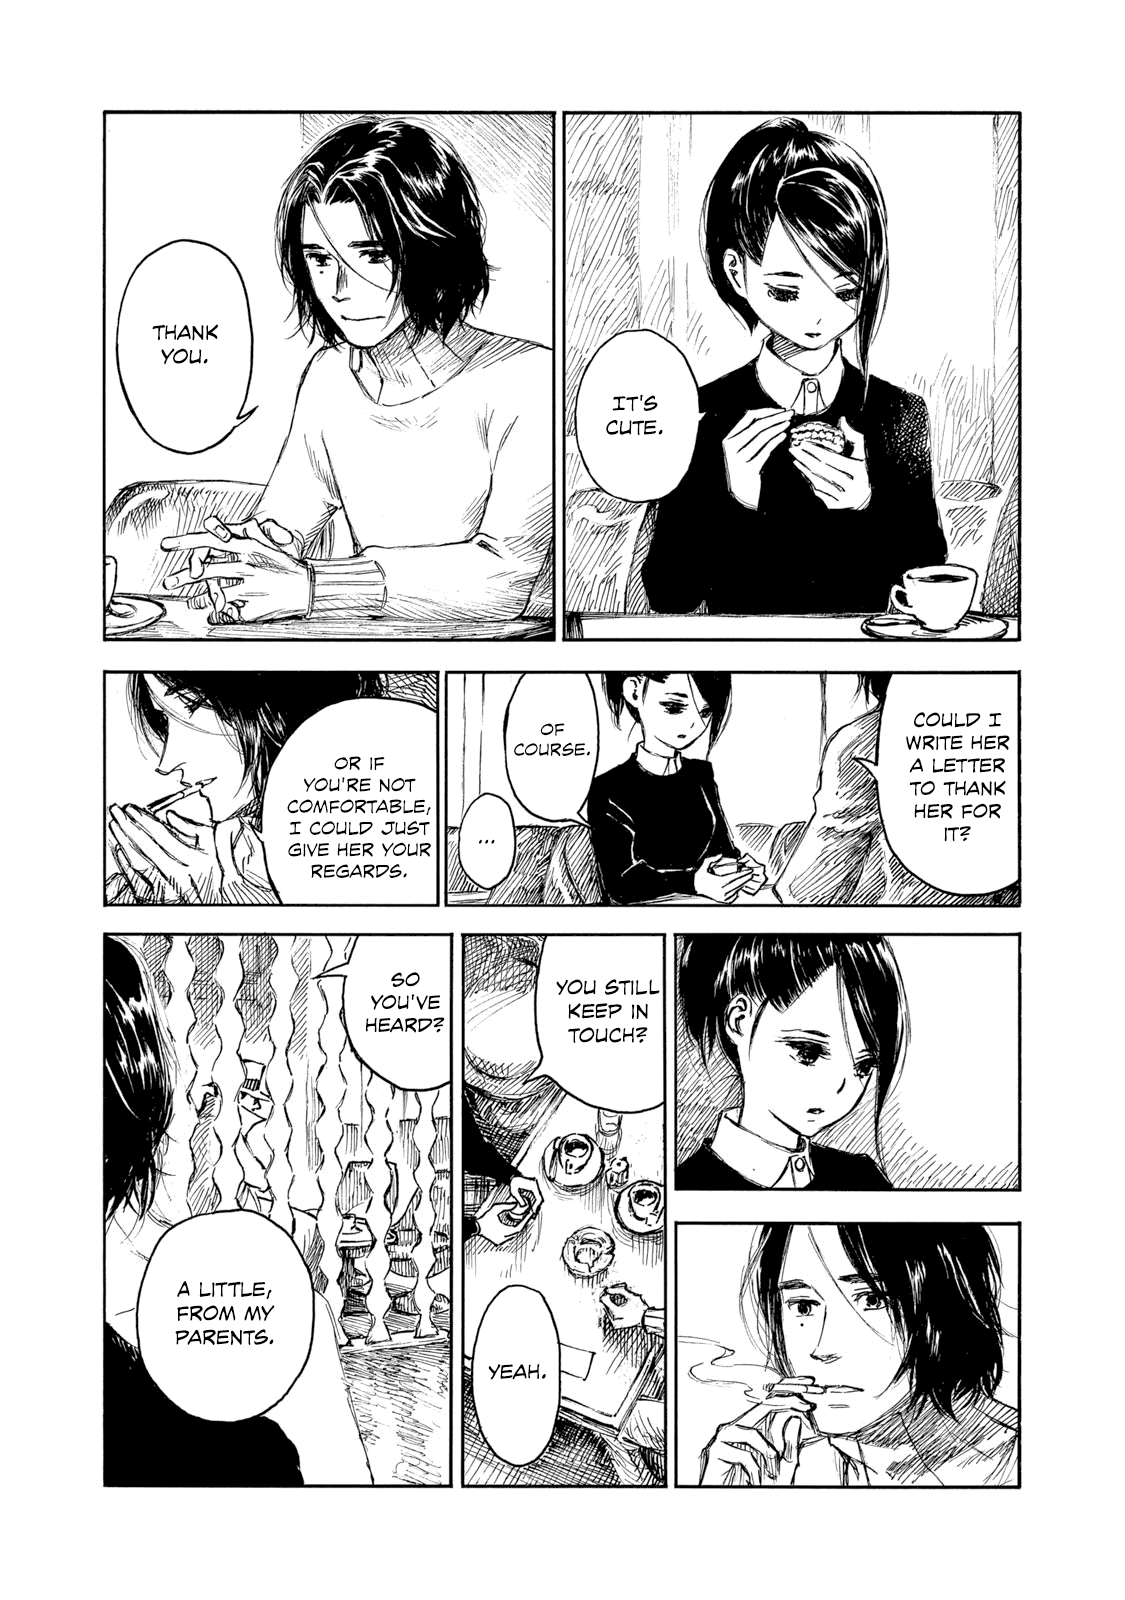 IT'S
CUTE.
THANK
YOU.
COULD I
WRITE HER
A LETTER
TO THANK
HER FOR
IT?
OF
COURSE.
...
OR IF
YOU'RE NOT
COMFORTABLE,
I COULD JUST
GIVE HER YOUR
REGARDS.
YOU STILL
KEEP IN
TOUCH?
YEAH.
SO
YOU'VE
HEARD?
A LITTLE,
FROM MY
PARENTS.